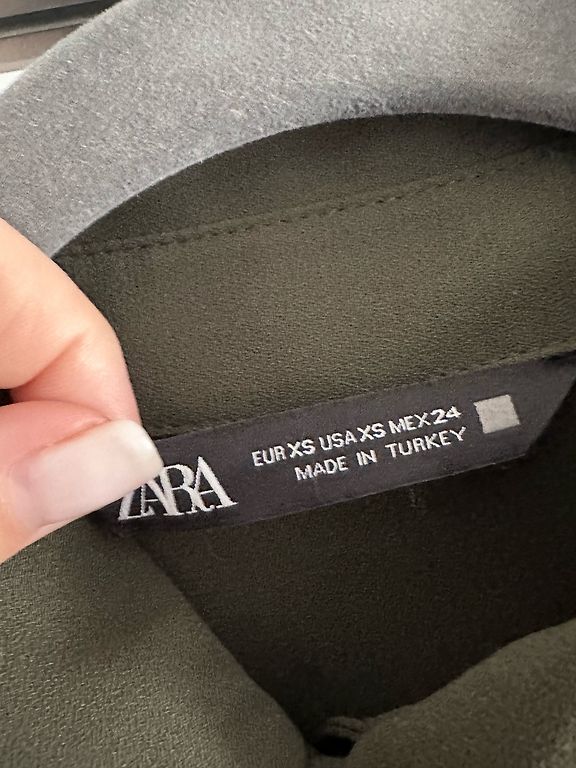 ZARA
EUR XS USA XS MEX 24
MADE IN TURKEY